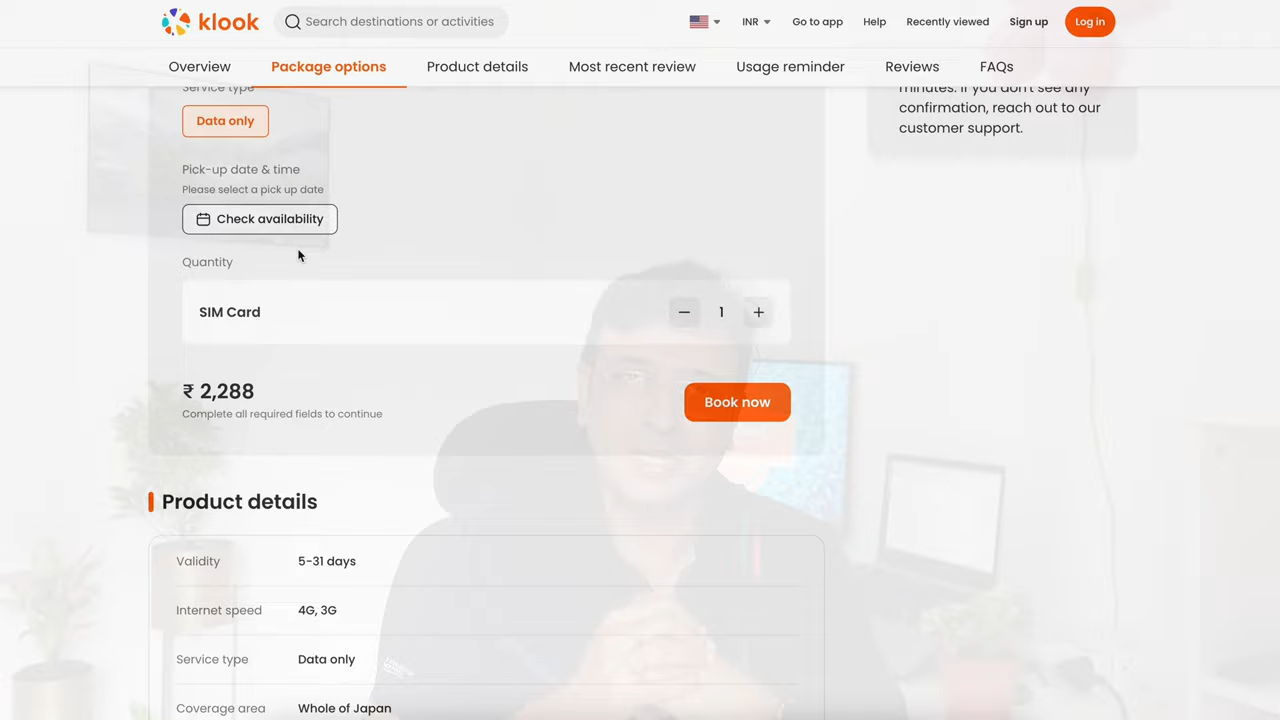 klook
Search destinations or activities
INR
Go to app
Help
Recently viewed
Sign up
Log in
Overview
Package options
Product details
Most recent review
Usage reminder
Reviews
FAQs
Service type
minutes. If you don't see any
confirmation, reach out to our
customer support.
Data only
Pick-up date & time
Please select a pick up date
Check availability
Quantity
SIM Card
1
₹ 2,288
Complete all required fields to continue
Book now
Product details
Validity 5-31 days
Internet speed 4G, 3G
Service type Data only
Coverage area Whole of Japan